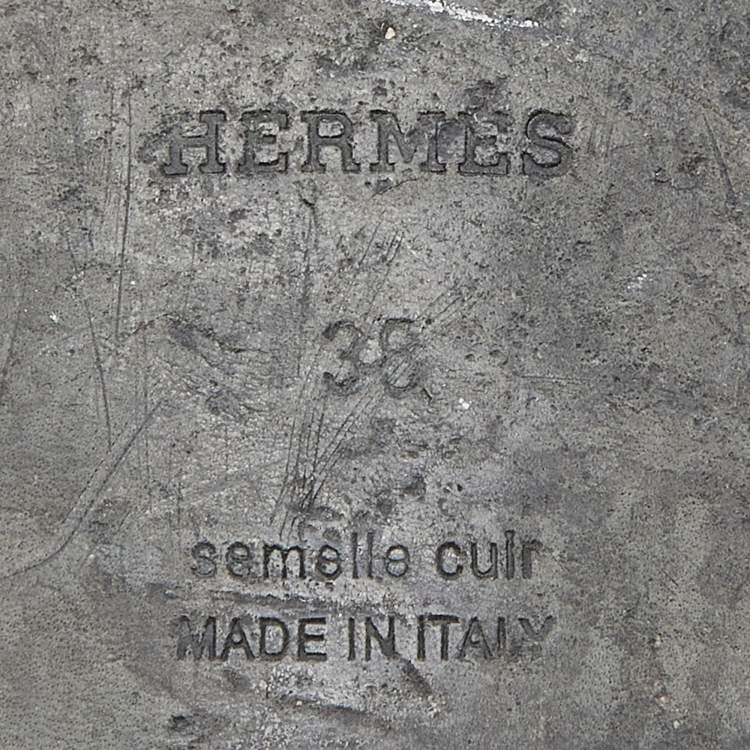 HERMES
38
semelle cuir
MADE IN ITALY